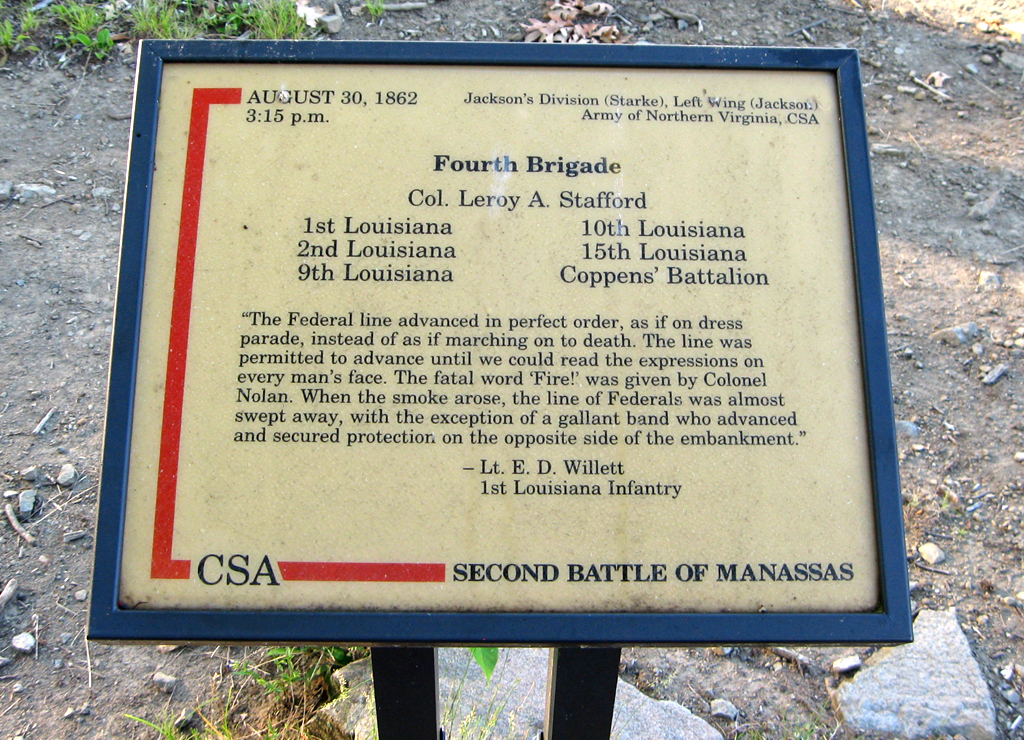 AUGUST 30, 1862
3:15 p.m.
Jackson's Division (Starke), Left Wing (Jackson)
Army of Northern Virginia, CSA
Fourth Brigade
Col. Leroy A. Stafford
1st Louisiana
2nd Louisiana
9th Louisiana
10th Louisiana
15th Louisiana
Coppens' Battalion
"The Federal line advanced in perfect order, as if on dress
parade, instead of as if marching on to death. The line was
permitted to advance until we could read the expressions on
every man's face. The fatal word 'Fire!' was given by Colonel
Nolan. When the smoke arose, the line of Federals was almost
swept away, with the exception of a gallant band who advanced
and secured protection on the opposite side of the embankment."
– Lt. E. D. Willett
1st Louisiana Infantry
CSA
SECOND BATTLE OF MANASSAS